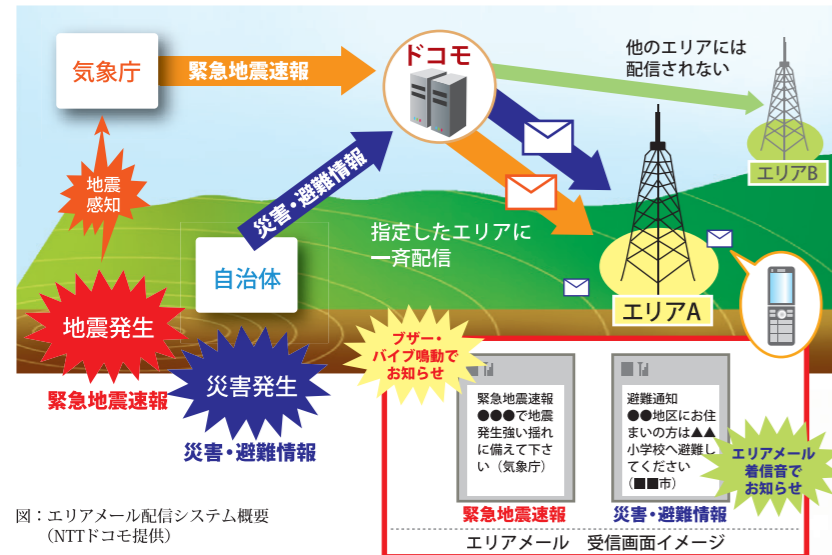 気象庁
緊急地震速報
ドコモ
他のエリアには
配信されない
エリアB
地震
感知
災害・避難情報
指定したエリアに
一斉配信
自治体
エリアA
地震発生
緊急地震速報
災害発生
災害・避難情報
ブザー・
バイブ鳴動で
お知らせ
緊急地震速報
●●●で地震
発生強い揺れ
に備えて下さ
い（気象庁）
緊急地震速報
避難通知
●●地区にお住
まいの方は▲▲
小学校へ避難し
てください
（■■市）
災害・避難情報
エリアメール
着信音で
お知らせ
エリアメール　受信画面イメージ
図：エリアメール配信システム概要
（NTTドコモ提供）